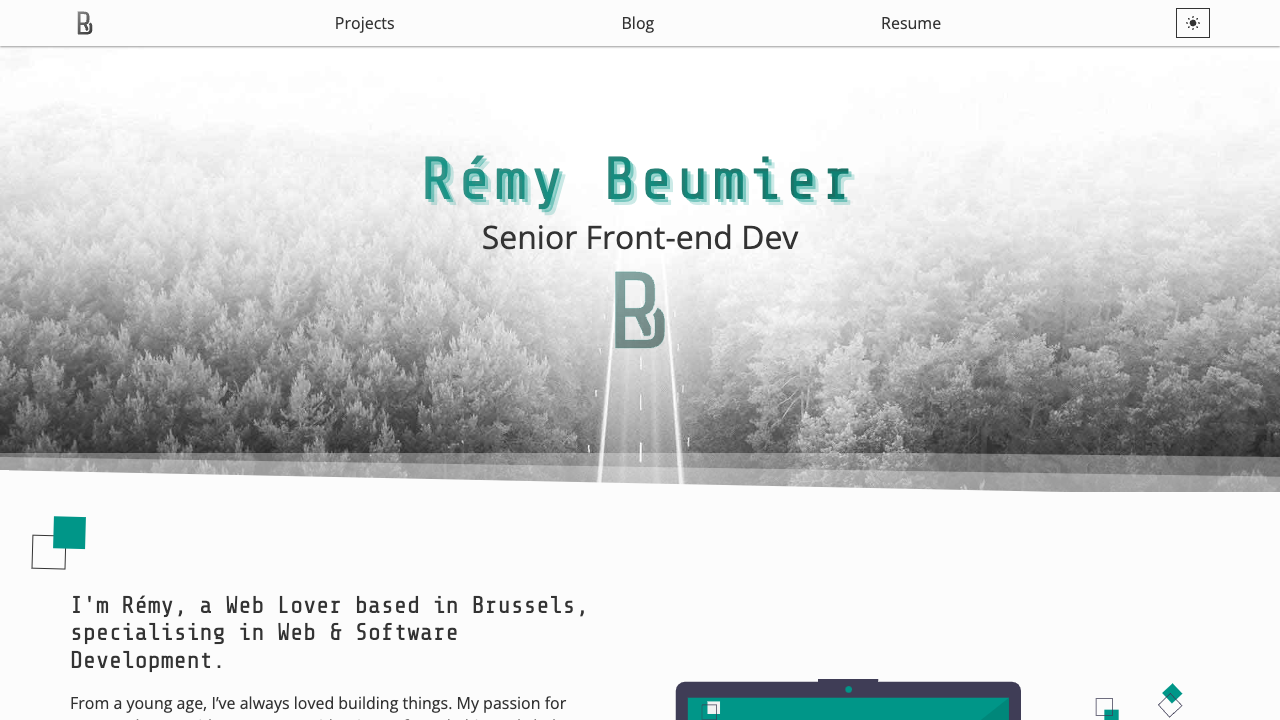 Projects
Blog
Resume
Rémy Beumier
Senior Front-end Dev
I'm Rémy, a Web Lover based in Brussels,
specialising in Web & Software
Development.
From a young age, I've always loved building things. My passion for